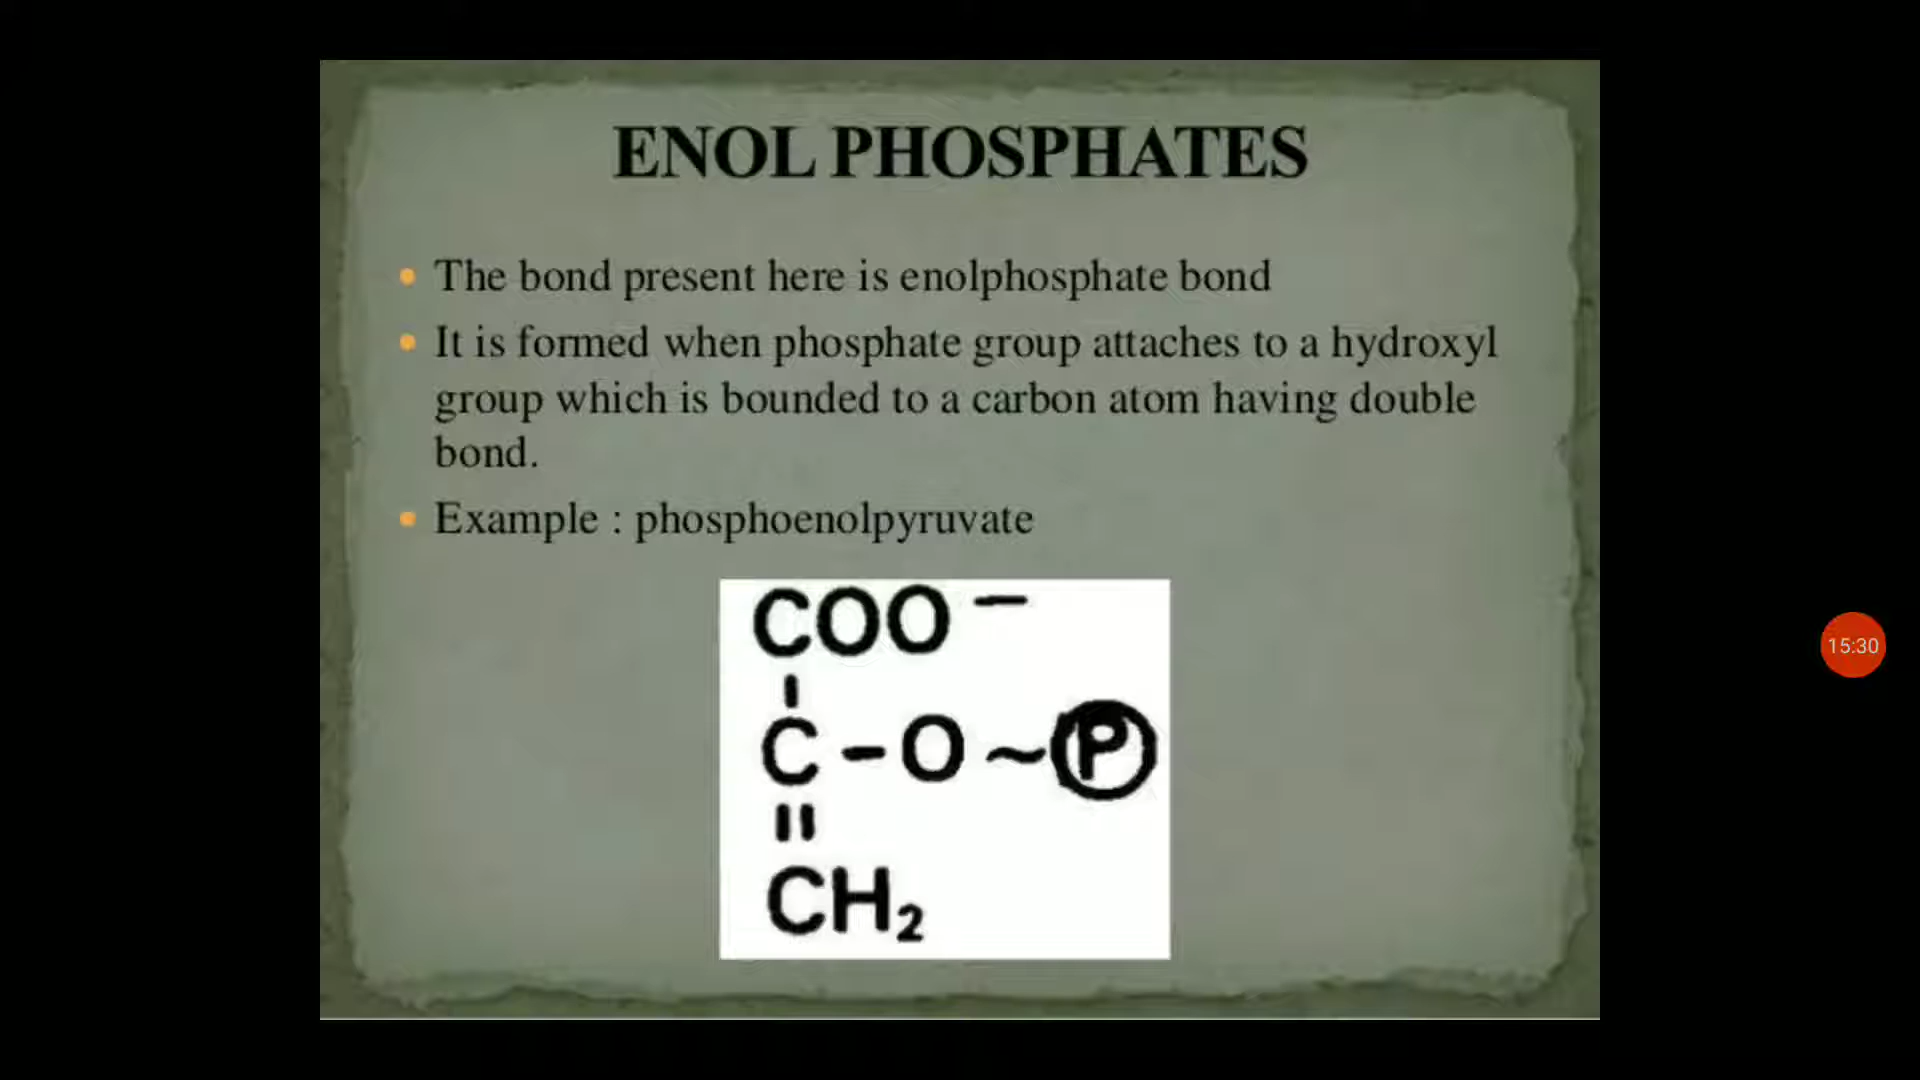 ENOL PHOSPHATES
• The bond present here is enolphosphate bond
• It is formed when phosphate group attaches to a hydroxyl
group which is bounded to a carbon atom having double
bond.
• Example : phosphoenolpyruvate
COO –
C – O ~ P
CH₂
15:30